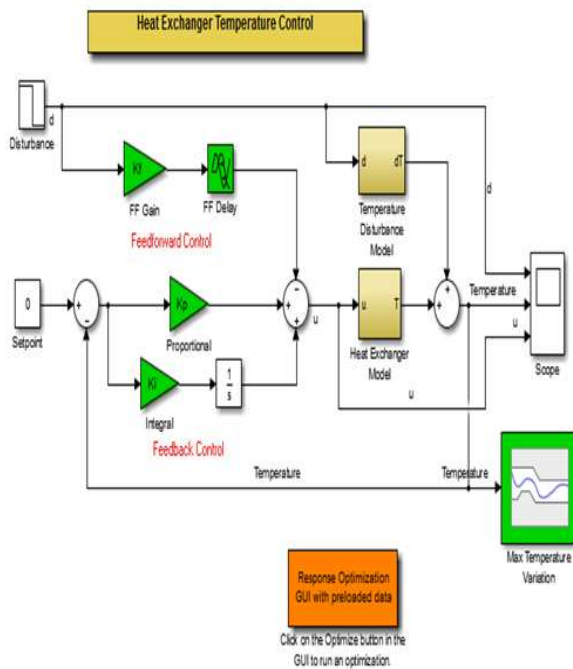 Heat Exchanger Temperature Control
d
Disturbance
Kf
FF Gain
FF Delay
Feedforward Control
d
dT
Temperature
Disturbance
Model
d
0
Setpoint
+
−
Kp
Proportional
−
+
+
u
u
T
Heat Exchanger
Model
+
+
Temperature
u
Scope
u
Ki
Integral
1
s
Feedback Control
Temperature
Temperature
Max Temperature
Variation
Response Optimization
GUI with preloaded data
Click on the Optimize button in the
GUI to run an optimization.